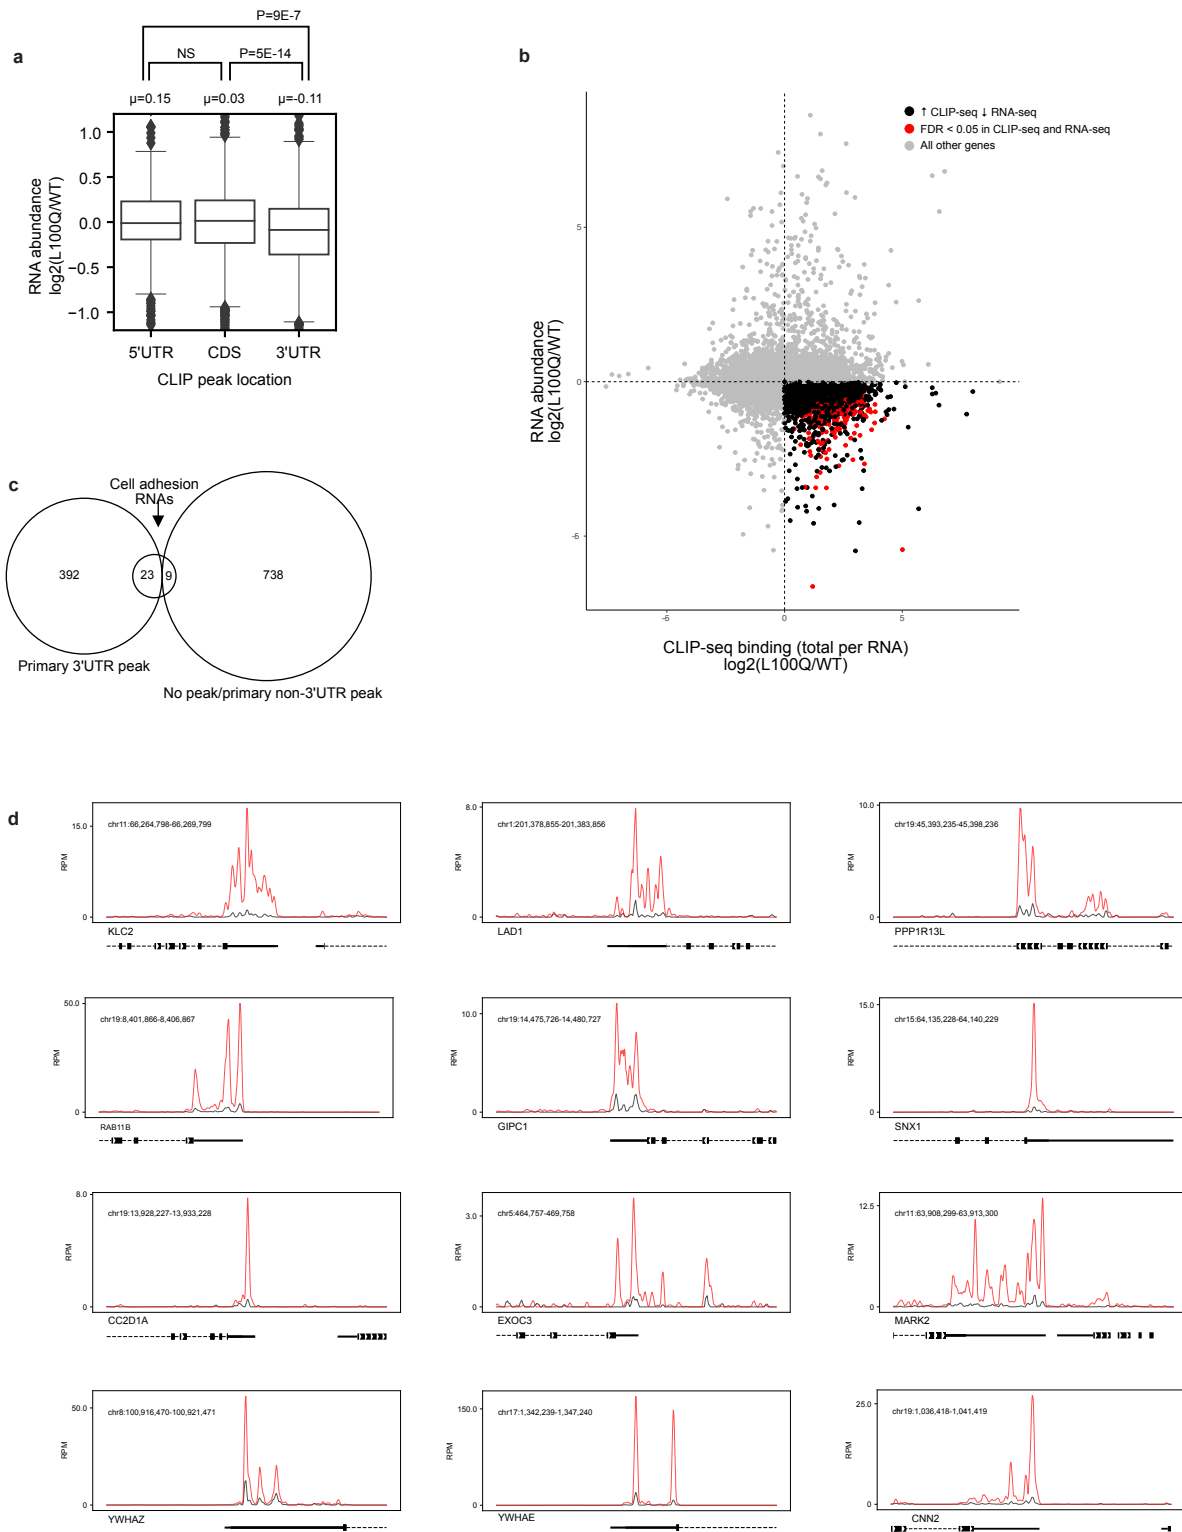 a
P=9E-7
NS
P=5E-14
μ=0.15
μ=0.03
μ=-0.11
RNA abundance
log2(L100Q/WT)
1.0
0.5
0.0
−0.5
−1.0
5'UTR
CDS
3'UTR
CLIP peak location
b
↑ CLIP-seq ↓ RNA-seq
FDR < 0.05 in CLIP-seq and RNA-seq
All other genes
RNA abundance
log2(L100Q/WT)
5
0
-5
-5
0
5
CLIP-seq binding (total per RNA)
log2(L100Q/WT)
c
Cell adhesion
RNAs
392
23
9
738
Primary 3'UTR peak
No peak/primary non-3'UTR peak
d
15.0
RPM
0
chr11:66,264,798-66,269,799
KLC2
8.0
RPM
0
chr1:201,378,855-201,383,856
LAD1
10.0
RPM
0
chr19:45,393,235-45,398,236
PPP1R13L
50.0
RPM
0
chr19:8,401,866-8,406,867
RAB11B
10.0
RPM
0
chr19:14,475,726-14,480,727
GIPC1
15.0
RPM
0
chr15:64,135,228-64,140,229
SNX1
8.0
RPM
0
chr19:13,928,227-13,933,228
CC2D1A
3.0
RPM
0
chr5:464,757-469,758
EXOC3
12.5
RPM
0
chr11:63,908,299-63,913,300
MARK2
50.0
RPM
0
chr8:100,916,470-100,921,471
YWHAZ
150.0
RPM
0
chr17:1,342,239-1,347,240
YWHAE
25.0
RPM
0
chr19:1,036,418-1,041,419
CNN2